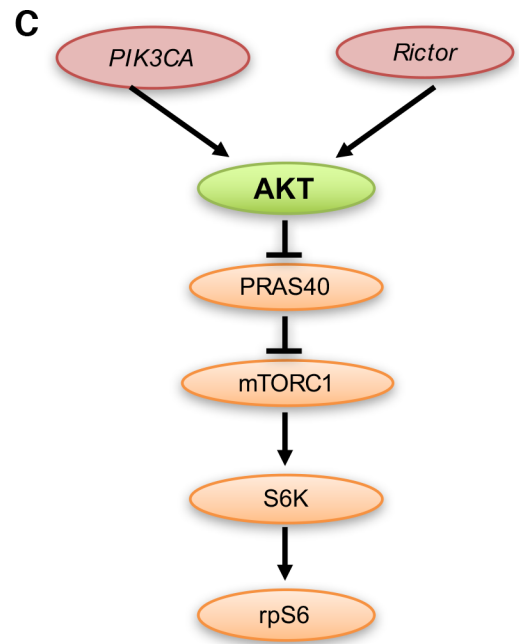 C
PIK3CA
Rictor
AKT
PRAS40
mTORC1
S6K
rpS6